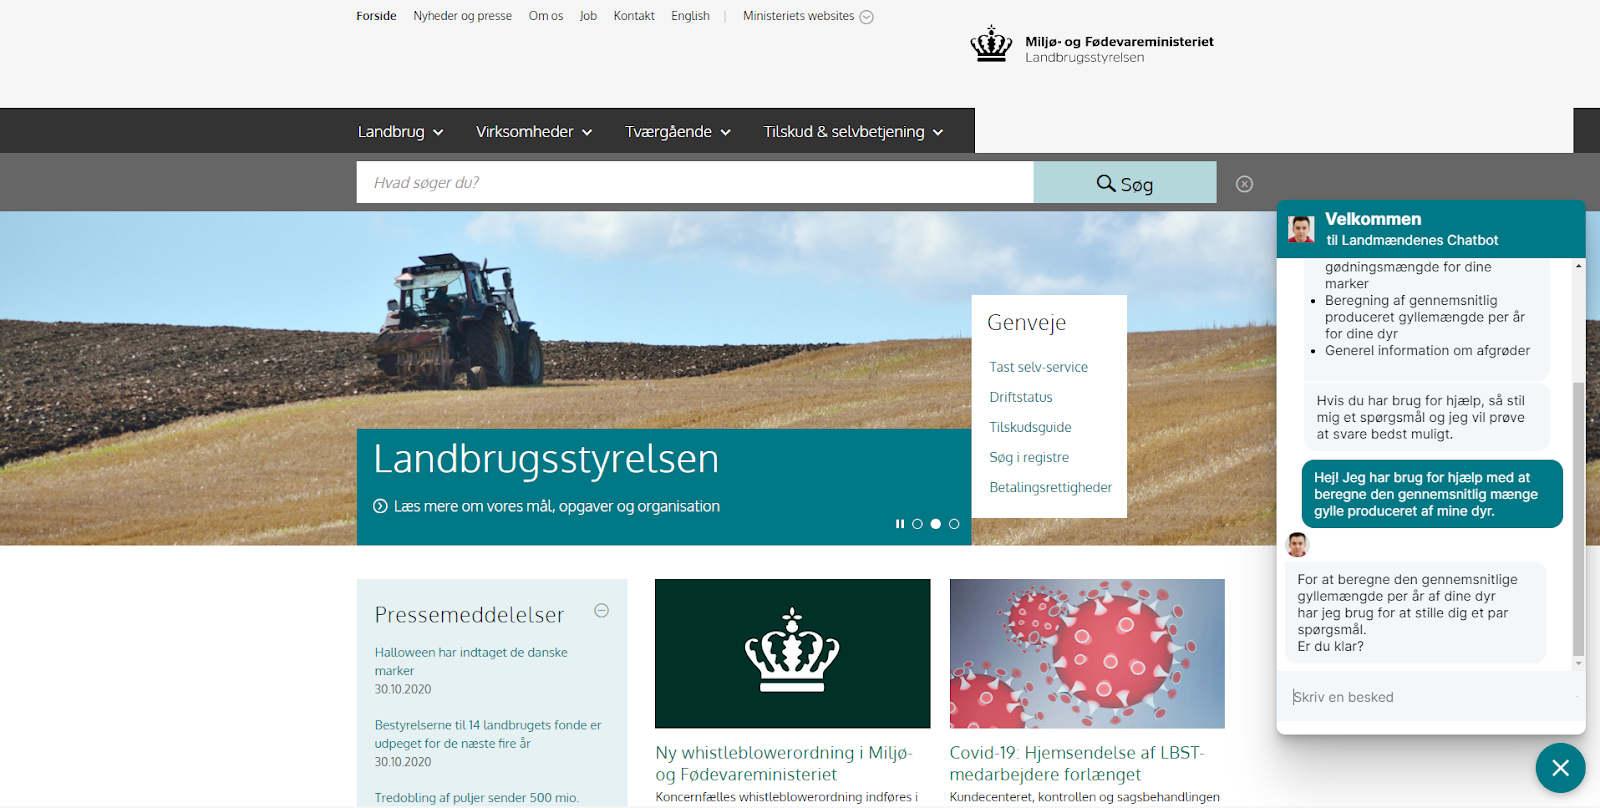 Forside Nyheder og presse Om os Job Kontakt English | Ministeriets websites
Miljø- og Fødevareministeriet
Landbrugsstyrelsen
Landbrug Virksomheder Tværgående Tilskud & selvbetjening
Hvad søger du?
Søg
Genveje
Tast selv-service
Driftstatus
Tilskudsguide
Søg i registre
Betalingsrettigheder
Landbrugsstyrelsen
Læs mere om vores mål, opgaver og organisation
Pressemeddelelser
Halloween har indtaget de danske
marker
30.10.2020
Bestyrelserne til 14 landbrugets fonde er
udpeget for de næste fire år
30.10.2020
Tredobling af puljer sender 500 mio.
Ny whistleblowerordning i Miljø-
og Fødevareministeriet
Koncernfælles whistleblowerordning indføres i
Covid-19: Hjemsendelse af LBST-
medarbejdere forlænget
Kundecenteret, kontrollen og sagsbehandlingen
Velkommen
til Landmændenes Chatbot
gødningsmængde for dine
marker
• Beregning af gennemsnitlig
produceret gyllemængde per år
for dine dyr
• Generel information om afgrøder
Hvis du har brug for hjælp, så stil
mig et spørgsmål og jeg vil prøve
at svare bedst muligt.
Hej! Jeg har brug for hjælp med at
beregne den gennemsnitlig mænge
gylle produceret af mine dyr.
For at beregne den gennemsnitlige
gyllemængde per år af dine dyr
har jeg brug for at stille dig et par
spørgsmål.
Er du klar?
Skriv en besked